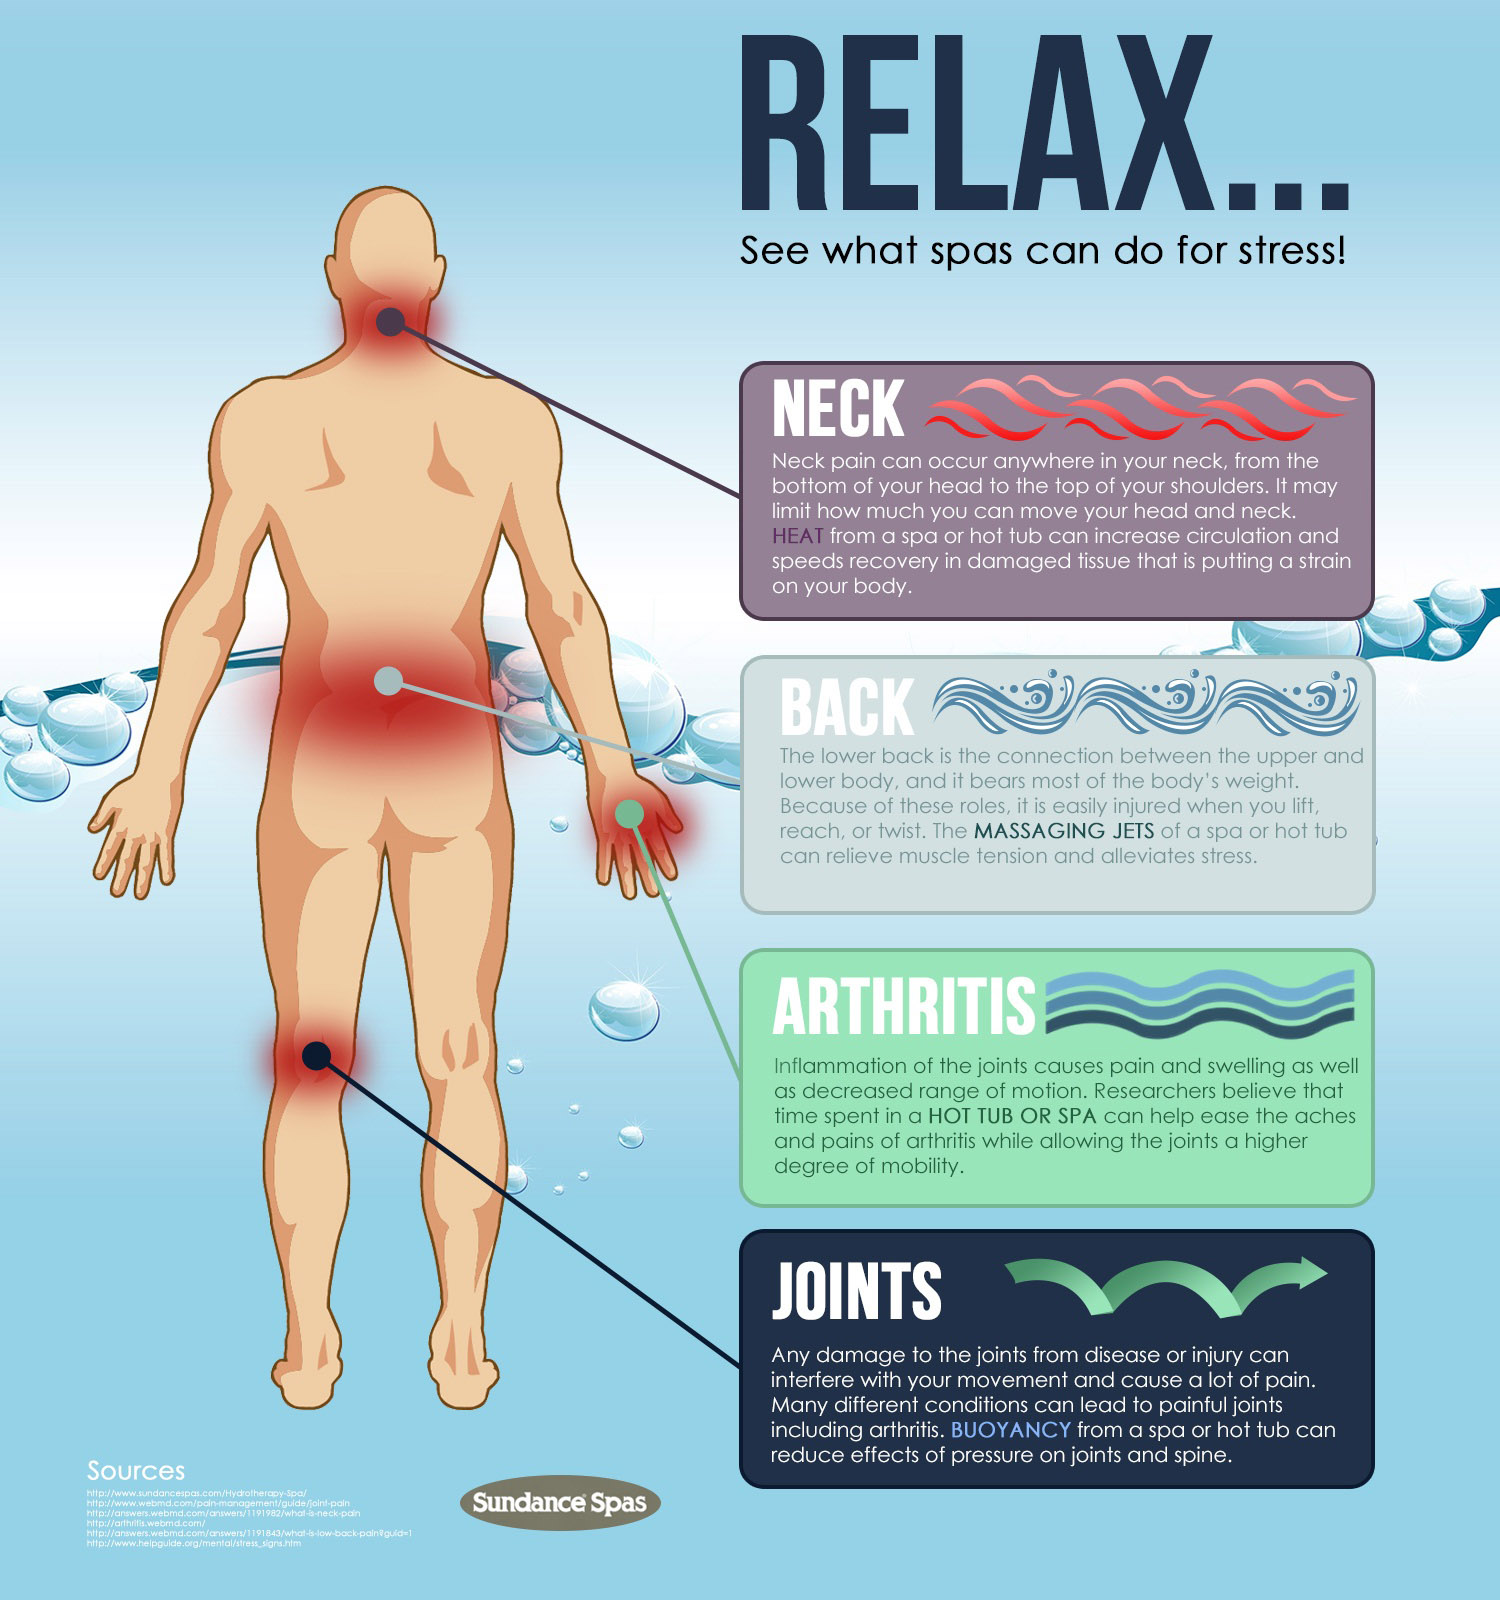 RELAX...
See what spas can do for stress!
NECK
Neck pain can occur anywhere in your neck, from the
bottom of your head to the top of your shoulders. It may
limit how much you can move your head and neck.
HEAT from a spa or hot tub can increase circulation and
speeds recovery in damaged tissue that is putting a strain
on your body.
BACK
The lower back is the connection between the upper and
lower body, and it bears most of the body's weight.
Because of these roles, it is easily injured when you lift,
reach, or twist. The MASSAGING JETS of a spa or hot tub
can relieve muscle tension and alleviates stress.
ARTHRITIS
Inflammation of the joints causes pain and swelling as well
as decreased range of motion. Researchers believe that
time spent in a HOT TUB OR SPA can help ease the aches
and pains of arthritis while allowing the joints a higher
degree of mobility.
JOINTS
Any damage to the joints from disease or injury can
interfere with your movement and cause a lot of pain.
Many different conditions can lead to painful joints
including arthritis. BUOYANCY from a spa or hot tub can
reduce effects of pressure on joints and spine.
Sources
http://www.sundancespas.com/Hydrotherapy-Spa/
http://www.webmd.com/pain-management/guide/joint-pain
http://answers.webmd.com/answers/1191982/what-is-neck-pain
http://arthritis.webmd.com/
http://answers.webmd.com/answers/1191843/what-is-low-back-pain?guid=1
http://www.helpguide.org/mental/stress_signs.htm
Sundance Spas